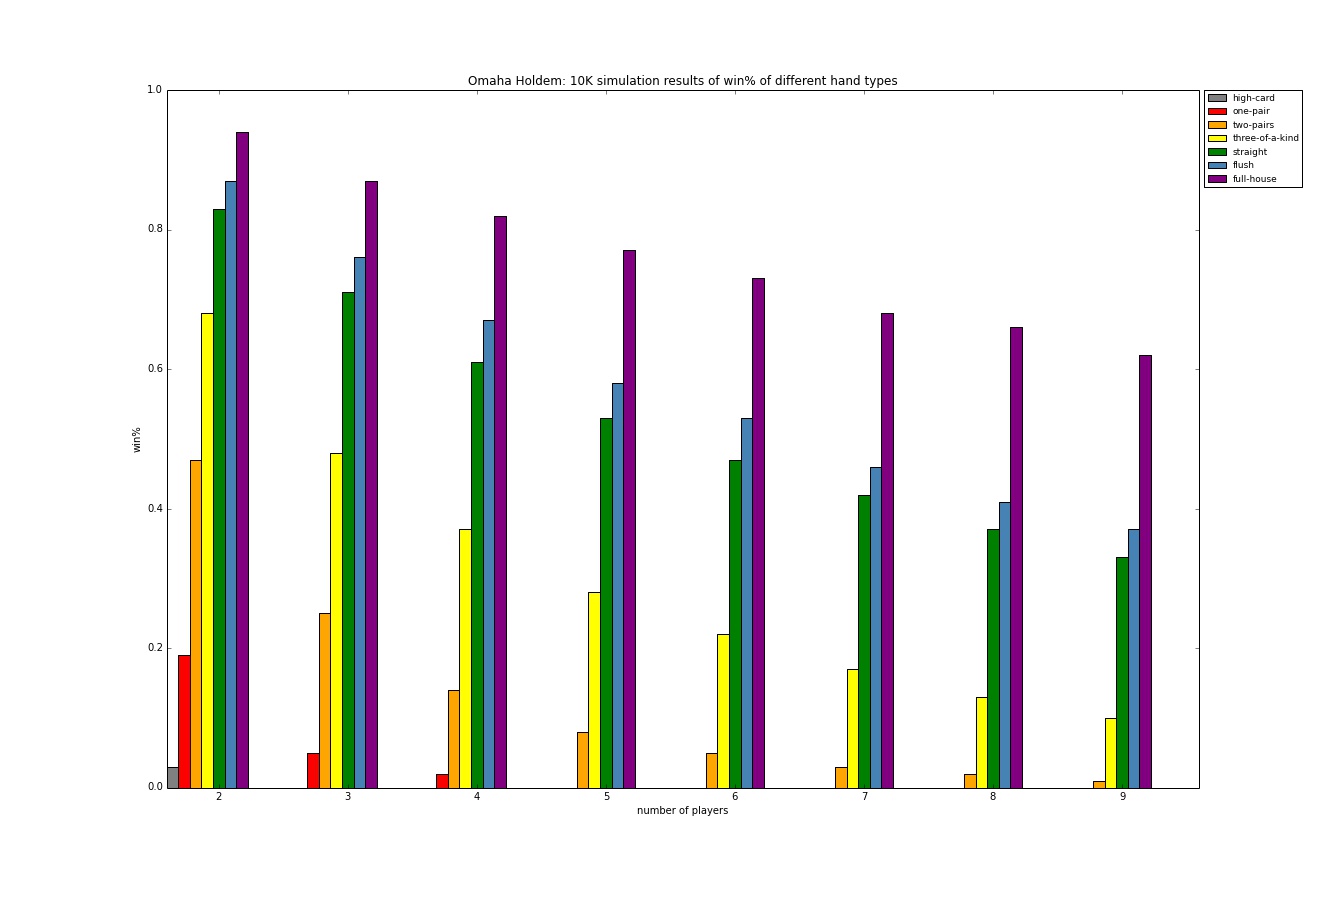 Omaha Holdem: 10K simulation results of win% of different hand types
1.0
0.8
0.6
0.4
0.2
0.0
win%
2 3 4 5 6 7 8 9
number of players
high-card
one-pair
two-pairs
three-of-a-kind
straight
flush
full-house